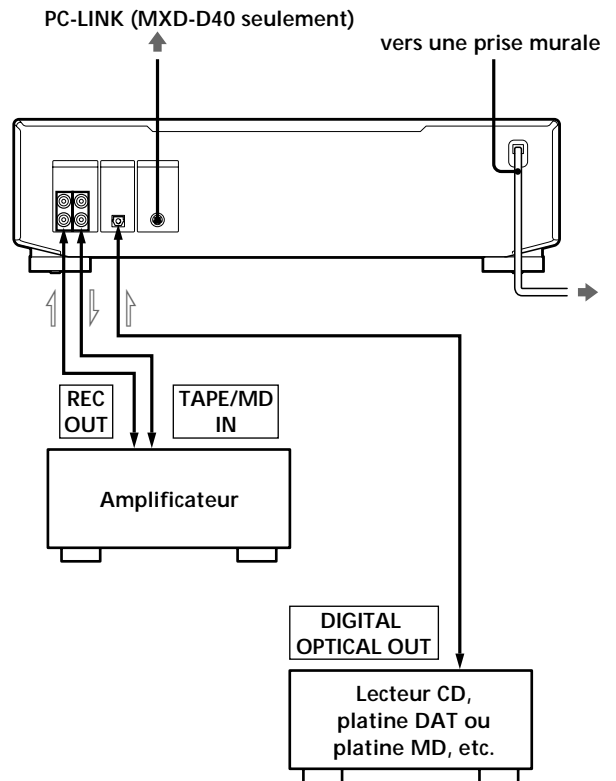 PC-LINK (MXD-D40 seulement)
vers une prise murale
REC
OUT
TAPE/MD
IN
Amplificateur
DIGITAL
OPTICAL OUT
Lecteur CD,
platine DAT ou
platine MD, etc.